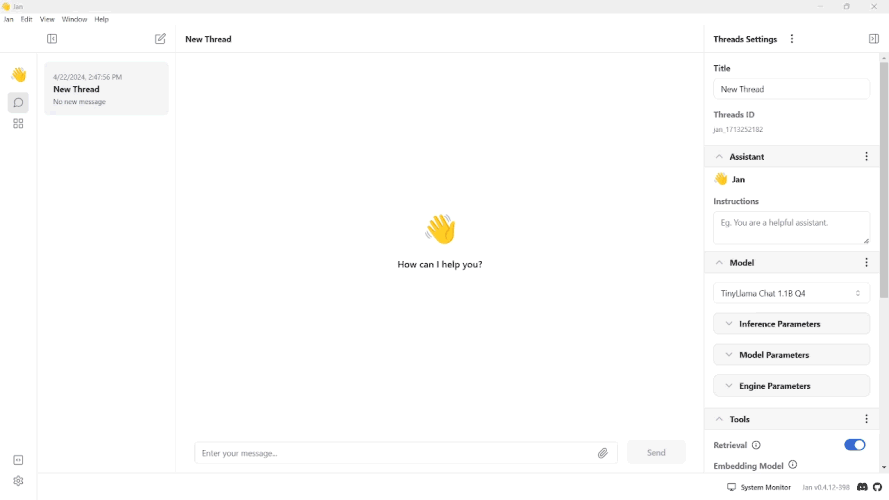 Jan
Jan Edit View Window Help
New Thread
Threads Settings
4/22/2024, 2:47:56 PM
New Thread
No new message
How can I help you?
Enter your message...
Send
Title
New Thread
Threads ID
jan_1713252182
Assistant
Jan
Instructions
Eg. You are a helpful assistant.
Model
TinyLlama Chat 1.1B Q4
Inference Parameters
Model Parameters
Engine Parameters
Tools
Retrieval
Embedding Model
System Monitor
Jan v0.4.12-398